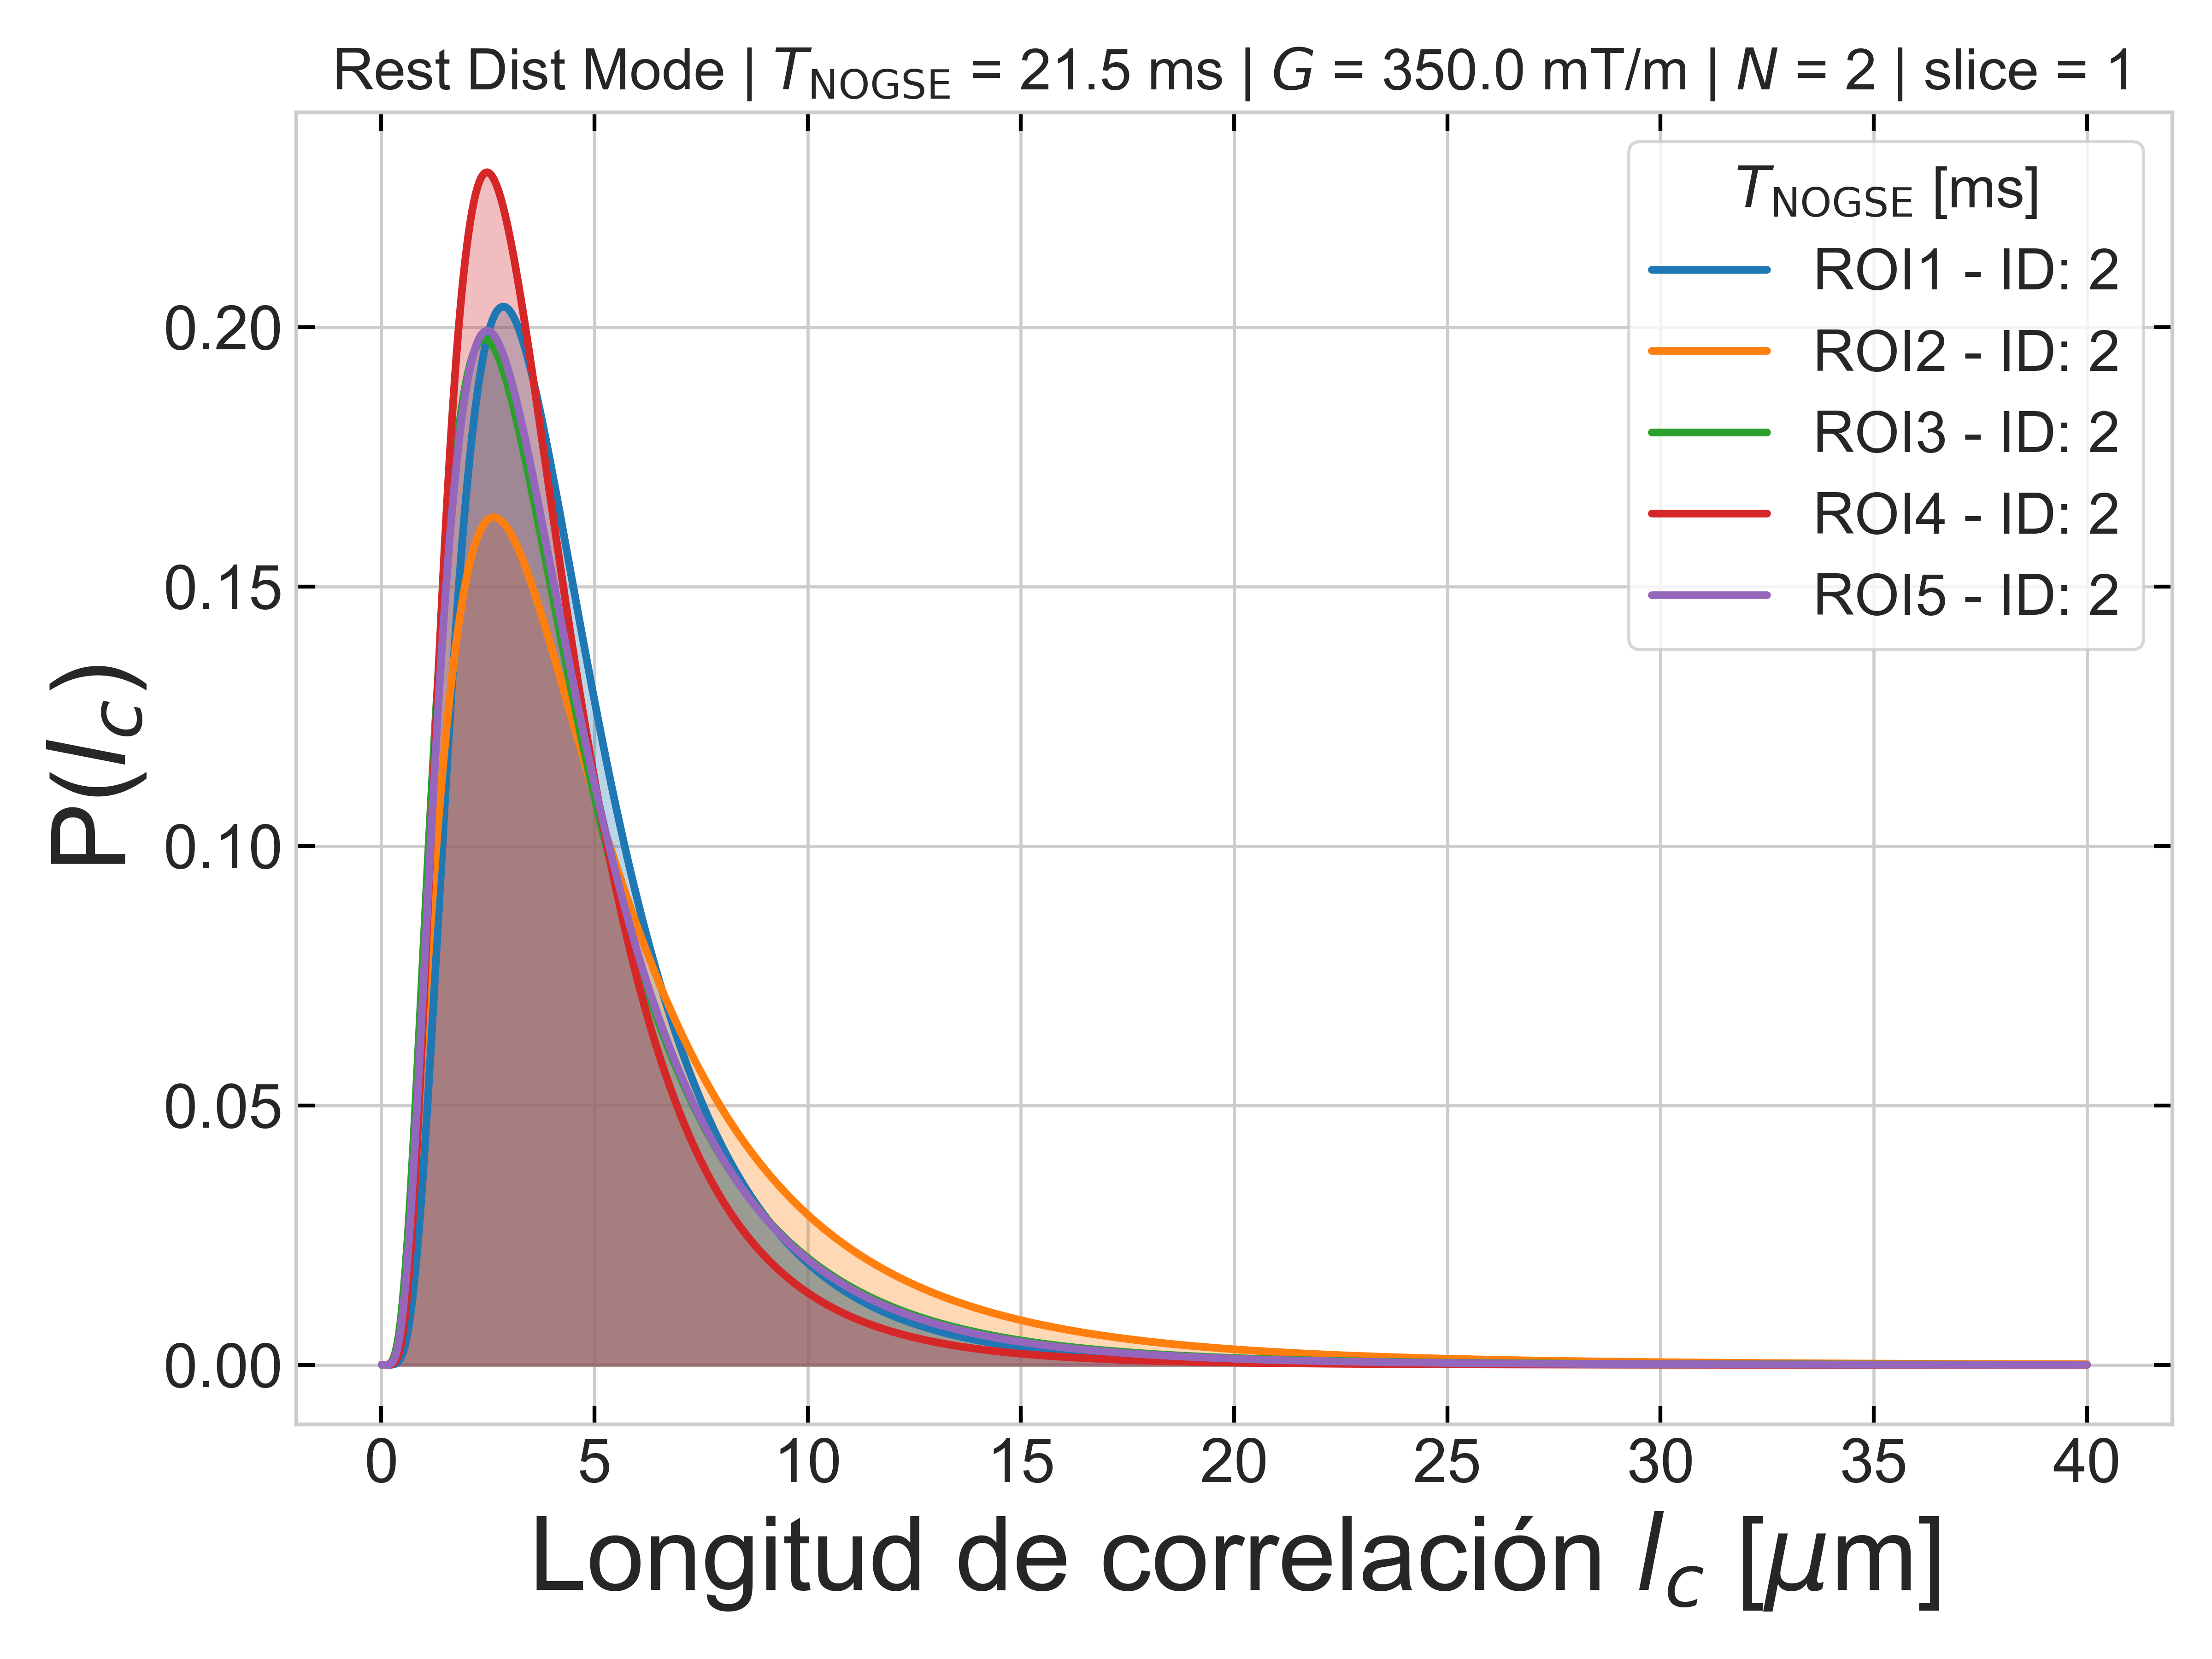 Rest Dist Mode | T_NOGSE = 21.5 ms | G = 350.0 mT/m | N = 2 | slice = 1
T_NOGSE [ms]
ROI1 - ID: 2
ROI2 - ID: 2
ROI3 - ID: 2
ROI4 - ID: 2
ROI5 - ID: 2
P(l_c)
0.20
0.15
0.10
0.05
0.00
0 5 10 15 20 25 30 35 40
Longitud de correlación l_c [μm]